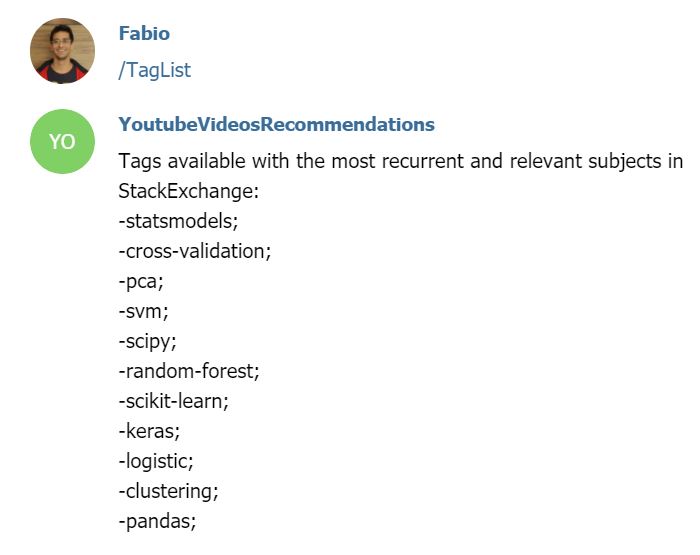 Fabio
/TagList
YO
YoutubeVideosRecommendations
Tags available with the most recurrent and relevant subjects in
StackExchange:
-statsmodels;
-cross-validation;
-pca;
-svm;
-scipy;
-random-forest;
-scikit-learn;
-keras;
-logistic;
-clustering;
-pandas;